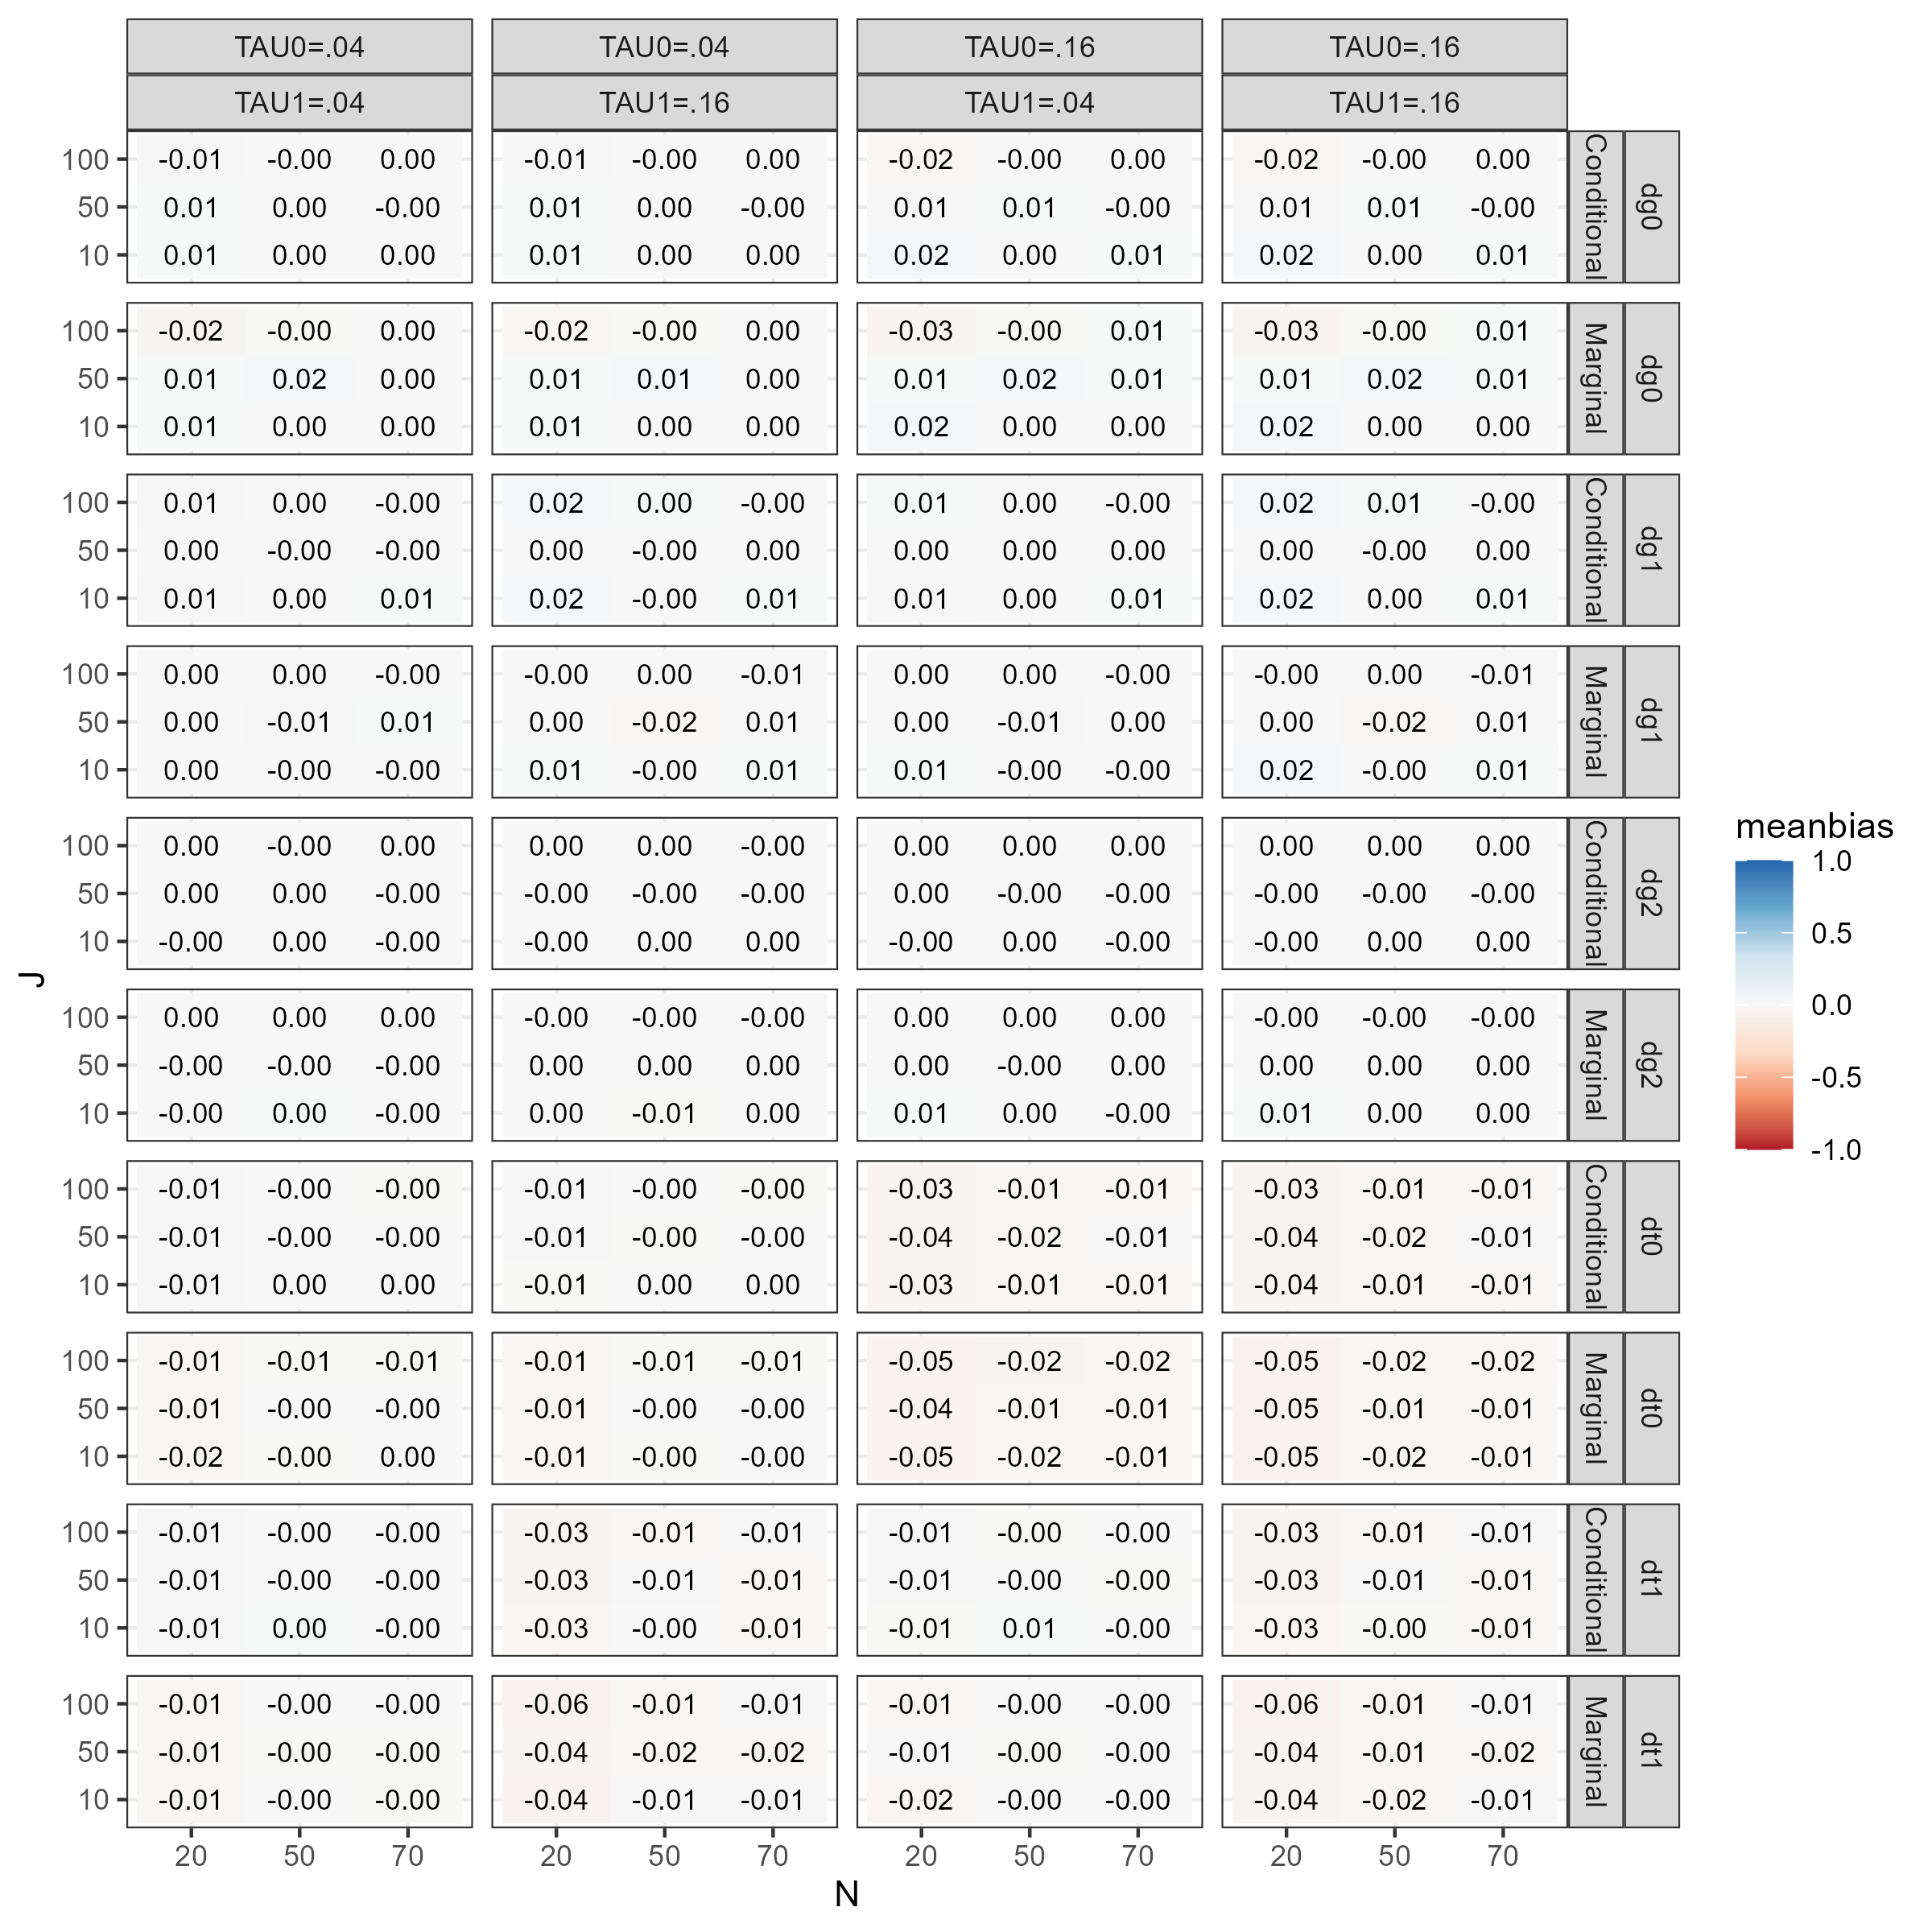 TAU0=.04 TAU0=.04 TAU0=.16 TAU0=.16
TAU1=.04 TAU1=.16 TAU1=.04 TAU1=.16
100 -0.01 -0.00 0.00 -0.01 -0.00 0.00 -0.02 -0.00 0.00 -0.02 -0.00 0.00
50 0.01 0.00 -0.00 0.01 0.00 -0.00 0.01 0.01 -0.00 0.01 0.01 -0.00
10 0.01 0.00 0.00 0.01 0.00 0.00 0.02 0.00 0.01 0.02 0.00 0.01
Conditional dg0
100 -0.02 -0.00 0.00 -0.02 -0.00 0.00 -0.03 -0.00 0.01 -0.03 -0.00 0.01
50 0.01 0.02 0.00 0.01 0.01 0.00 0.01 0.02 0.01 0.01 0.02 0.01
10 0.01 0.00 0.00 0.01 0.00 0.00 0.02 0.00 0.00 0.02 0.00 0.00
Marginal dg0
100 0.01 0.00 -0.00 0.02 0.00 -0.00 0.01 0.00 -0.00 0.02 0.01 -0.00
50 0.00 -0.00 -0.00 0.00 -0.00 0.00 0.00 0.00 0.00 0.00 -0.00 0.00
10 0.01 0.00 0.01 0.02 -0.00 0.01 0.01 0.00 0.01 0.02 0.00 0.01
Conditional dg1
100 0.00 0.00 -0.00 -0.00 0.00 -0.01 0.00 0.00 -0.00 -0.00 0.00 -0.01
50 0.00 -0.01 0.01 0.00 -0.02 0.01 0.00 -0.01 0.00 0.00 -0.02 0.01
10 0.00 -0.00 -0.00 0.01 -0.00 0.01 0.01 -0.00 -0.00 0.02 -0.00 0.01
Marginal dg1
100 0.00 -0.00 0.00 0.00 0.00 -0.00 0.00 0.00 0.00 0.00 0.00 0.00
50 0.00 0.00 -0.00 -0.00 -0.00 -0.00 0.00 -0.00 -0.00 -0.00 -0.00 -0.00
10 -0.00 0.00 -0.00 -0.00 0.00 0.00 -0.00 0.00 -0.00 -0.00 0.00 0.00
Conditional dg2
100 0.00 0.00 0.00 -0.00 -0.00 -0.00 0.00 0.00 0.00 -0.00 -0.00 -0.00
50 -0.00 -0.00 -0.00 0.00 0.00 0.00 0.00 -0.00 0.00 0.00 0.00 0.00
10 -0.00 0.00 -0.00 0.00 -0.01 0.00 0.01 0.00 -0.00 0.01 0.00 0.00
Marginal dg2
100 -0.01 -0.00 -0.00 -0.01 -0.00 -0.00 -0.03 -0.01 -0.01 -0.03 -0.01 -0.01
50 -0.01 -0.00 -0.00 -0.01 -0.00 -0.00 -0.04 -0.02 -0.01 -0.04 -0.02 -0.01
10 -0.01 0.00 0.00 -0.01 0.00 0.00 -0.03 -0.01 -0.01 -0.04 -0.01 -0.01
Conditional dt0
100 -0.01 -0.01 -0.01 -0.01 -0.01 -0.01 -0.05 -0.02 -0.02 -0.05 -0.02 -0.02
50 -0.01 -0.00 -0.00 -0.01 -0.00 -0.00 -0.04 -0.01 -0.01 -0.05 -0.01 -0.01
10 -0.02 -0.00 0.00 -0.01 -0.00 -0.00 -0.05 -0.02 -0.01 -0.05 -0.02 -0.01
Marginal dt0
100 -0.01 -0.00 -0.00 -0.03 -0.01 -0.01 -0.01 -0.00 -0.00 -0.03 -0.01 -0.01
50 -0.01 -0.00 -0.00 -0.03 -0.01 -0.01 -0.01 -0.00 -0.00 -0.03 -0.01 -0.01
10 -0.01 0.00 -0.00 -0.03 -0.00 -0.01 -0.01 0.01 -0.00 -0.03 -0.00 -0.01
Conditional dt1
100 -0.01 -0.00 -0.00 -0.06 -0.01 -0.01 -0.01 -0.00 -0.00 -0.06 -0.01 -0.01
50 -0.01 -0.00 -0.00 -0.04 -0.02 -0.02 -0.01 -0.00 -0.00 -0.04 -0.01 -0.02
10 -0.01 -0.00 -0.00 -0.04 -0.01 -0.01 -0.02 -0.00 -0.00 -0.04 -0.02 -0.01
Marginal dt1
20 50 70 20 50 70 20 50 70 20 50 70
N
J
meanbias
1.0
0.5
0.0
-0.5
-1.0